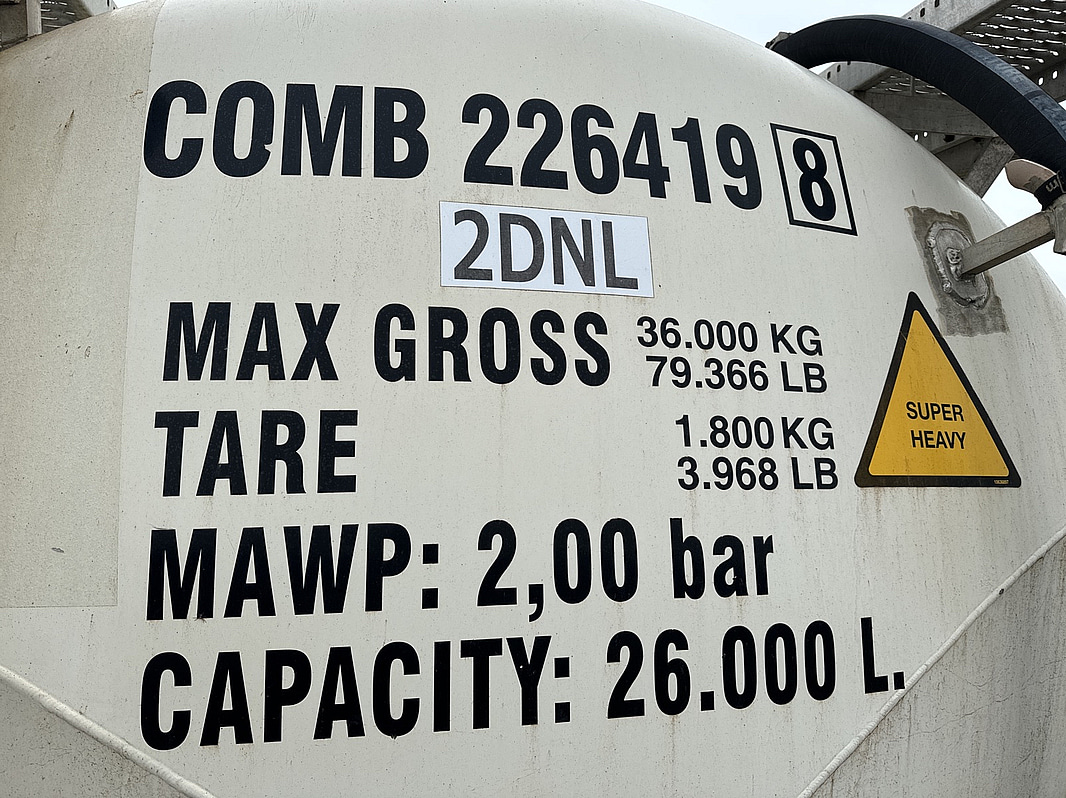 COMB 226419 8
2DNL
MAX GROSS 36.000 KG
79.366 LB
TARE 1.800 KG
3.968 LB
SUPER
HEAVY
MAWP: 2,00 bar
CAPACITY: 26.000 L.